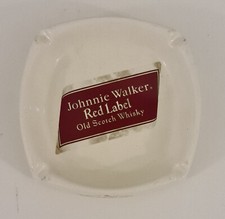 Johnnie Walker.
Red Label
Old Scotch Whisky